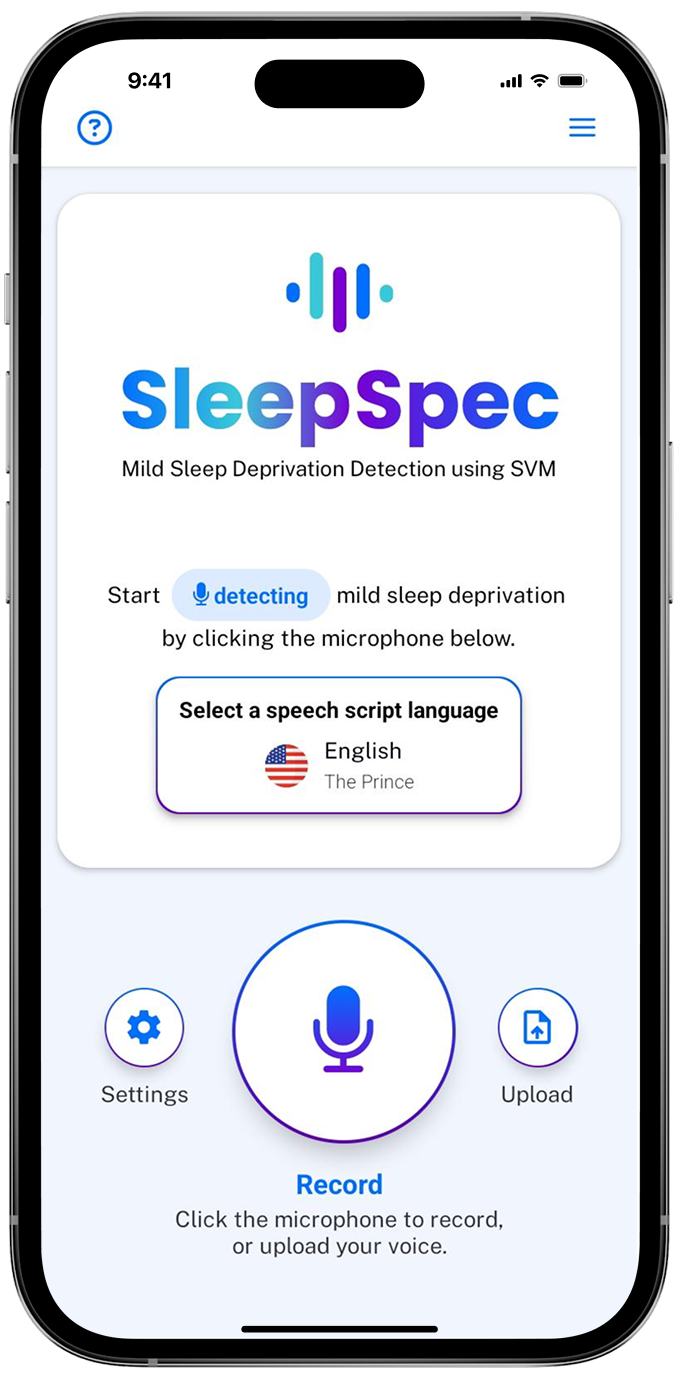 9:41
?
SleepSpec
Mild Sleep Deprivation Detection using SVM
Start detecting mild sleep deprivation
by clicking the microphone below.
Select a speech script language
English
The Prince
Settings
Upload
Record
Click the microphone to record,
or upload your voice.